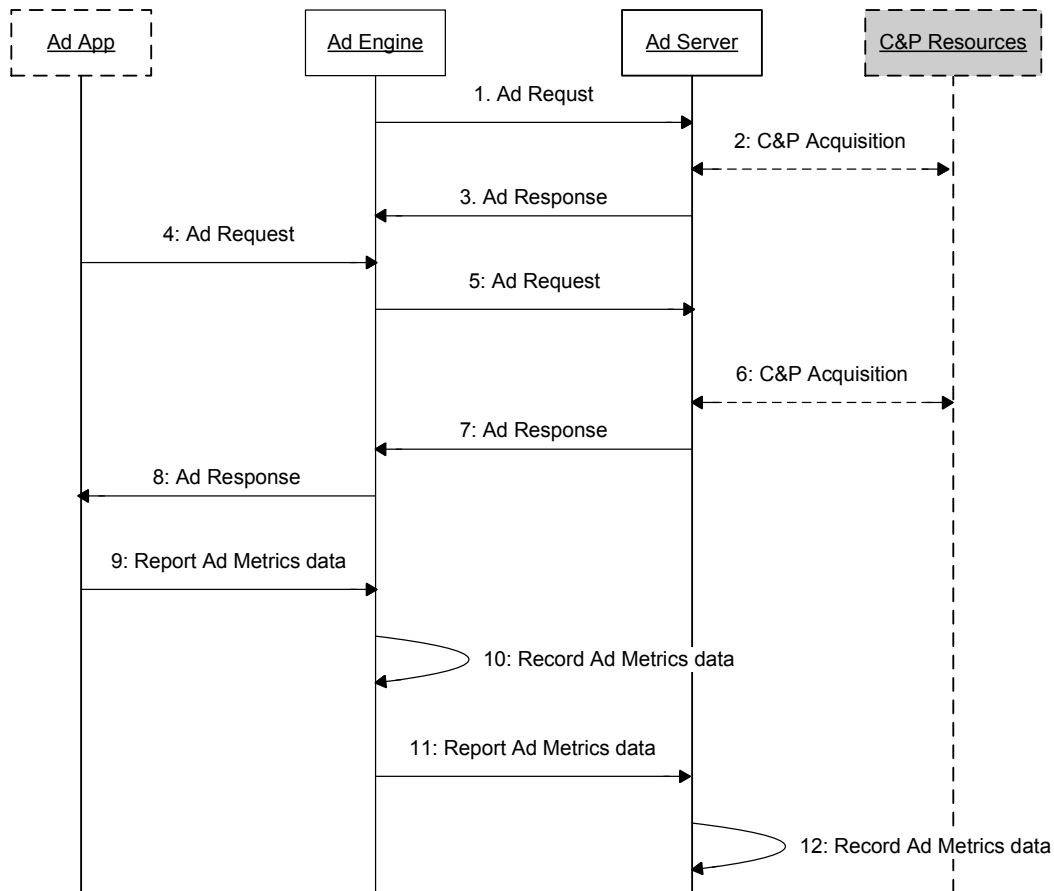 Ad App
Ad Engine
Ad Server
C&P Resources
1. Ad Requst
2: C&P Acquisition
3. Ad Response
4: Ad Request
5: Ad Request
6: C&P Acquisition
7: Ad Response
8: Ad Response
9: Report Ad Metrics data
10: Record Ad Metrics data
11: Report Ad Metrics data
12: Record Ad Metrics data